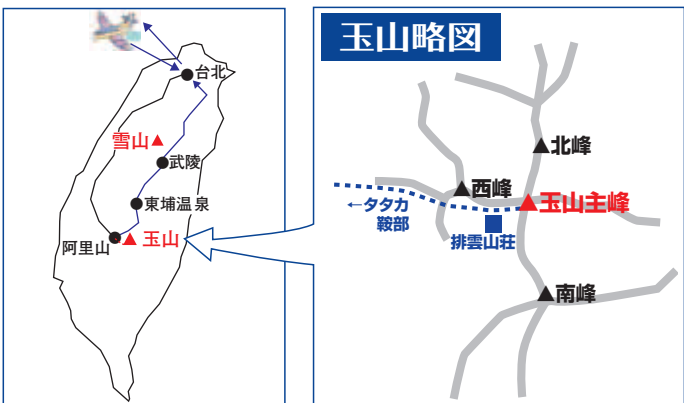 台北
雪山
武陵
東埔温泉
阿里山
玉山
玉山略図
北峰
西峰
玉山主峰
←タタカ
鞍部
排雲山荘
南峰